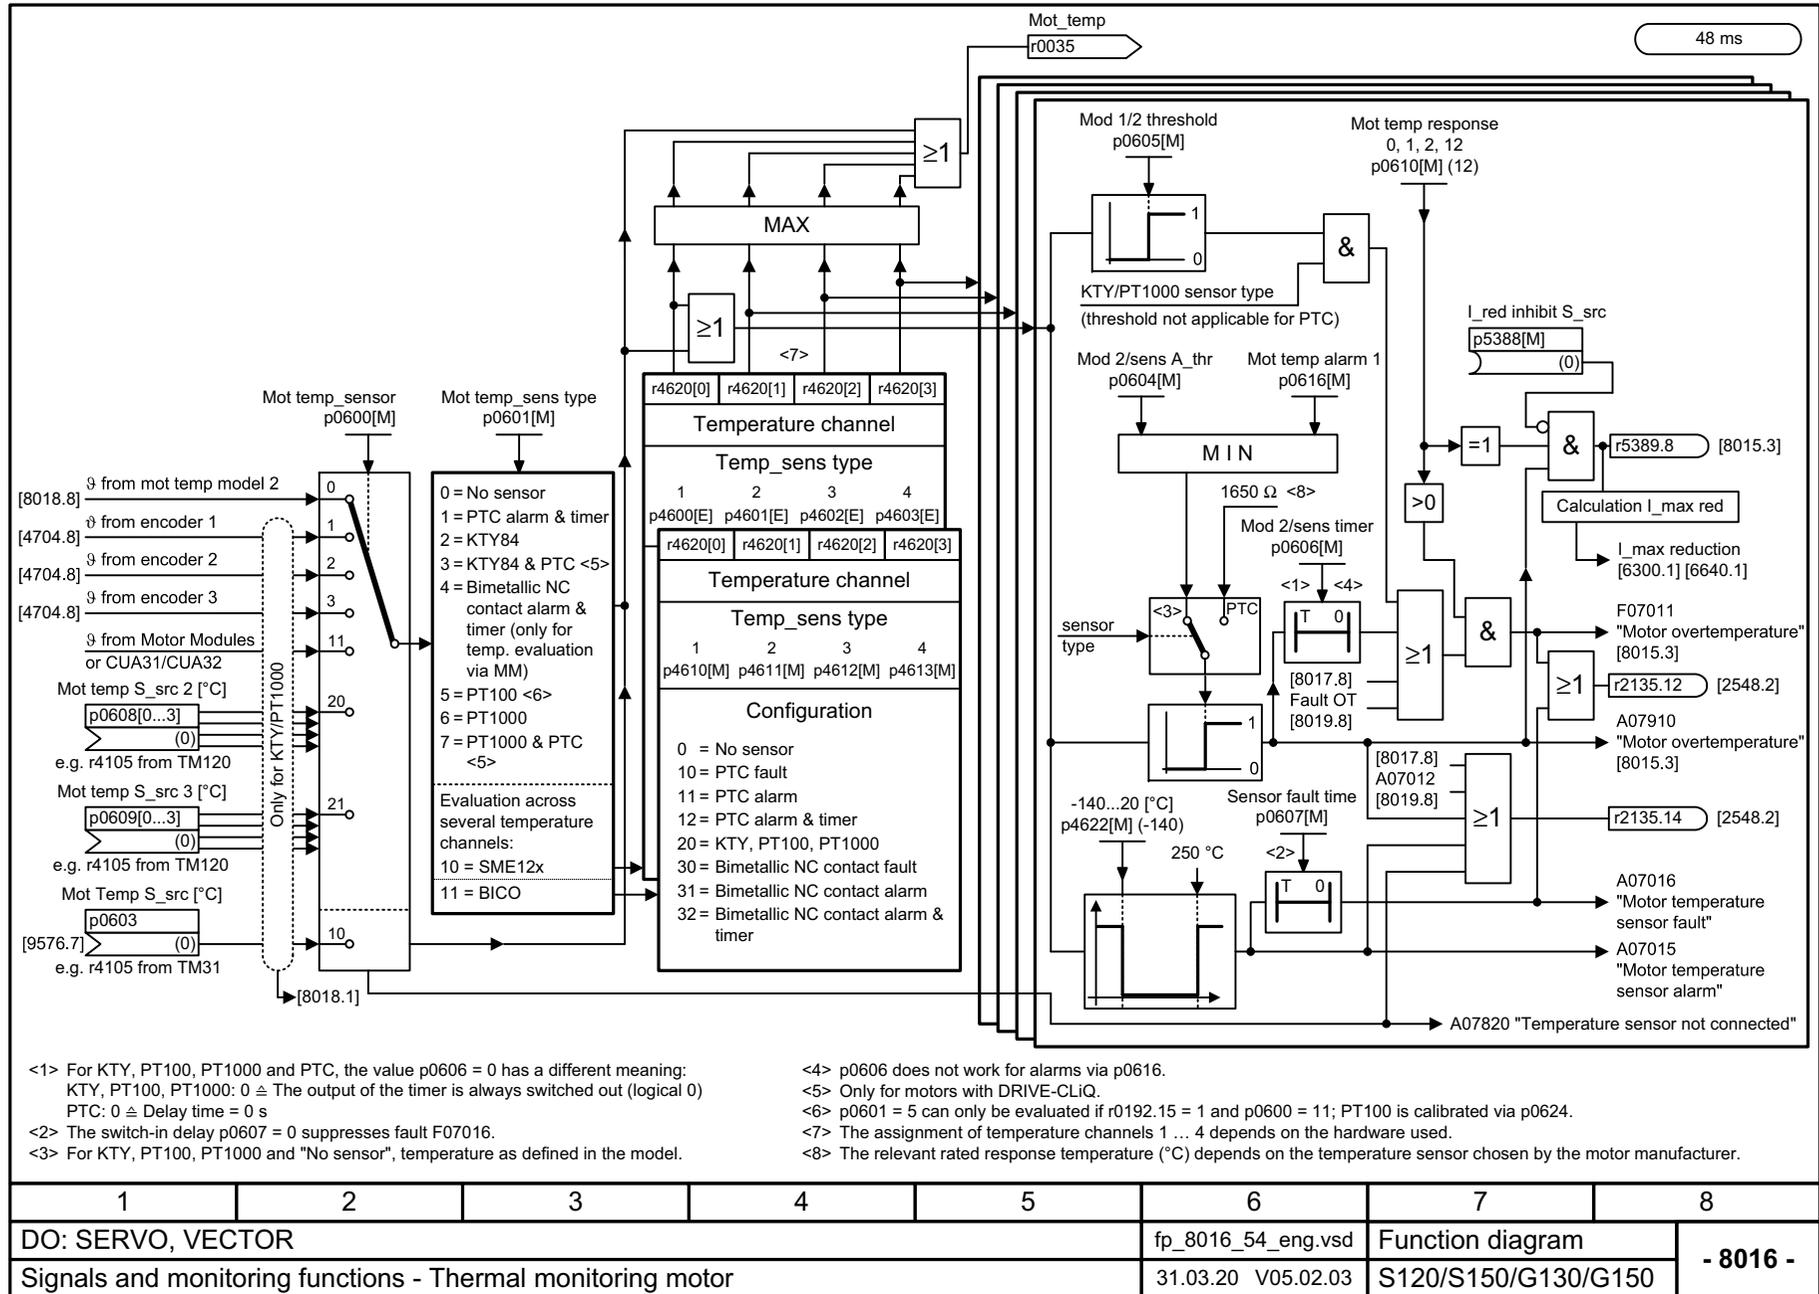 Mot_temp
r0035
48 ms
Mod 1/2 threshold
p0605[M]
Mot temp response
0, 1, 2, 12
p0610[M] (12)
≥1
MAX
1
0
&
KTY/PT1000 sensor type
(threshold not applicable for PTC)
≥1
<7>
I_red inhibit S_src
p5388[M]
(0)
Mod 2/sens A_thr
p0604[M]
Mot temp alarm 1
p0616[M]
M I N
=1
&
r5389.8
[8015.3]
1650 Ω <8>
>0
Calculation I_max red
Mod 2/sens timer
p0606[M]
<1>
<4>
I_max reduction
[6300.1] [6640.1]
<3>
PTC
T
0
sensor
type
≥1
&
F07011
"Motor overtemperature"
[8015.3]
[8017.8]
Fault OT
[8019.8]
≥1
r2135.12
[2548.2]
1
0
A07910
"Motor overtemperature"
[8015.3]
[8017.8]
A07012
[8019.8]
≥1
r2135.14
[2548.2]
-140...20 [°C]
p4622[M] (-140)
250 °C
Sensor fault time
p0607[M]
<2>
T
0
A07016
"Motor temperature
sensor fault"
A07015
"Motor temperature
sensor alarm"
A07820 "Temperature sensor not connected"
Mot temp_sensor
p0600[M]
Mot temp_sens type
p0601[M]
[8018.8]
ϑ from mot temp model 2
0
ϑ from encoder 1
[4704.8]
1
ϑ from encoder 2
[4704.8]
2
ϑ from encoder 3
[4704.8]
3
ϑ from Motor Modules
or CUA31/CUA32
11
Mot temp S_src 2 [°C]
p0608[0...3]
(0)
e.g. r4105 from TM120
20
Mot temp S_src 3 [°C]
p0609[0...3]
(0)
e.g. r4105 from TM120
21
Mot Temp S_src [°C]
p0603
[9576.7]
(0)
e.g. r4105 from TM31
10
Only for KTY/PT1000
[8018.1]
0 = No sensor
1 = PTC alarm & timer
2 = KTY84
3 = KTY84 & PTC <5>
4 = Bimetallic NC
contact alarm &
timer (only for
temp. evaluation
via MM)
5 = PT100 <6>
6 = PT1000
7 = PT1000 & PTC
<5>
Evaluation across
several temperature
channels:
10 = SME12x
11 = BICO
r4620[0] r4620[1] r4620[2] r4620[3]
Temperature channel
Temp_sens type
1 2 3 4
p4600[E] p4601[E] p4602[E] p4603[E]
r4620[0] r4620[1] r4620[2] r4620[3]
Temperature channel
Temp_sens type
1 2 3 4
p4610[M] p4611[M] p4612[M] p4613[M]
Configuration
0 = No sensor
10 = PTC fault
11 = PTC alarm
12 = PTC alarm & timer
20 = KTY, PT100, PT1000
30 = Bimetallic NC contact fault
31 = Bimetallic NC contact alarm
32 = Bimetallic NC contact alarm &
timer
<1> For KTY, PT100, PT1000 and PTC, the value p0606 = 0 has a different meaning:
KTY, PT100, PT1000: 0 ≙ The output of the timer is always switched out (logical 0)
PTC: 0 ≙ Delay time = 0 s
<2> The switch-in delay p0607 = 0 suppresses fault F07016.
<3> For KTY, PT100, PT1000 and "No sensor", temperature as defined in the model.
<4> p0606 does not work for alarms via p0616.
<5> Only for motors with DRIVE-CLiQ.
<6> p0601 = 5 can only be evaluated if r0192.15 = 1 and p0600 = 11; PT100 is calibrated via p0624.
<7> The assignment of temperature channels 1 … 4 depends on the hardware used.
<8> The relevant rated response temperature (°C) depends on the temperature sensor chosen by the motor manufacturer.
1 2 3 4 5 6 7 8
DO: SERVO, VECTOR
fp_8016_54_eng.vsd
Function diagram
- 8016 -
Signals and monitoring functions - Thermal monitoring motor
31.03.20 V05.02.03
S120/S150/G130/G150